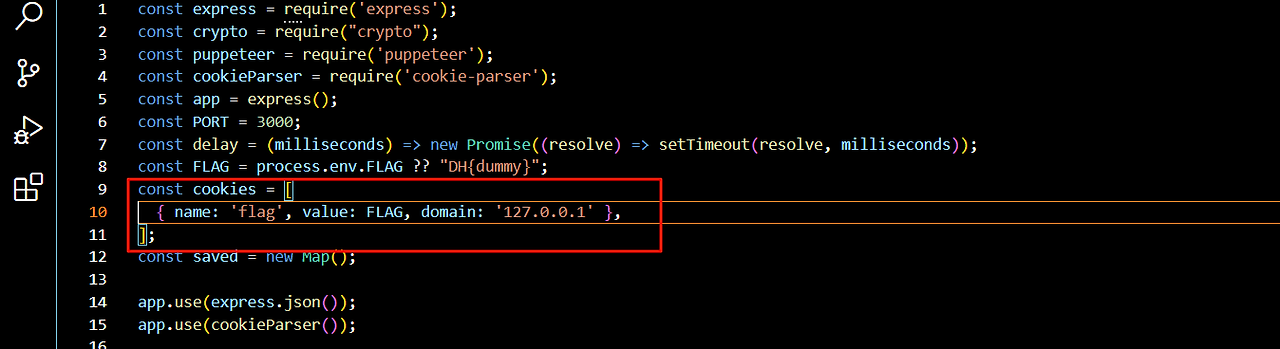 1 const express = require('express');
2 const crypto = require("crypto");
3 const puppeteer = require('puppeteer');
4 const cookieParser = require('cookie-parser');
5 const app = express();
6 const PORT = 3000;
7 const delay = (milliseconds) => new Promise((resolve) => setTimeout(resolve, milliseconds));
8 const FLAG = process.env.FLAG ?? "DH{dummy}";
9 const cookies = [
10 { name: 'flag', value: FLAG, domain: '127.0.0.1' },
11 ];
12 const saved = new Map();
13
14 app.use(express.json());
15 app.use(cookieParser());
16